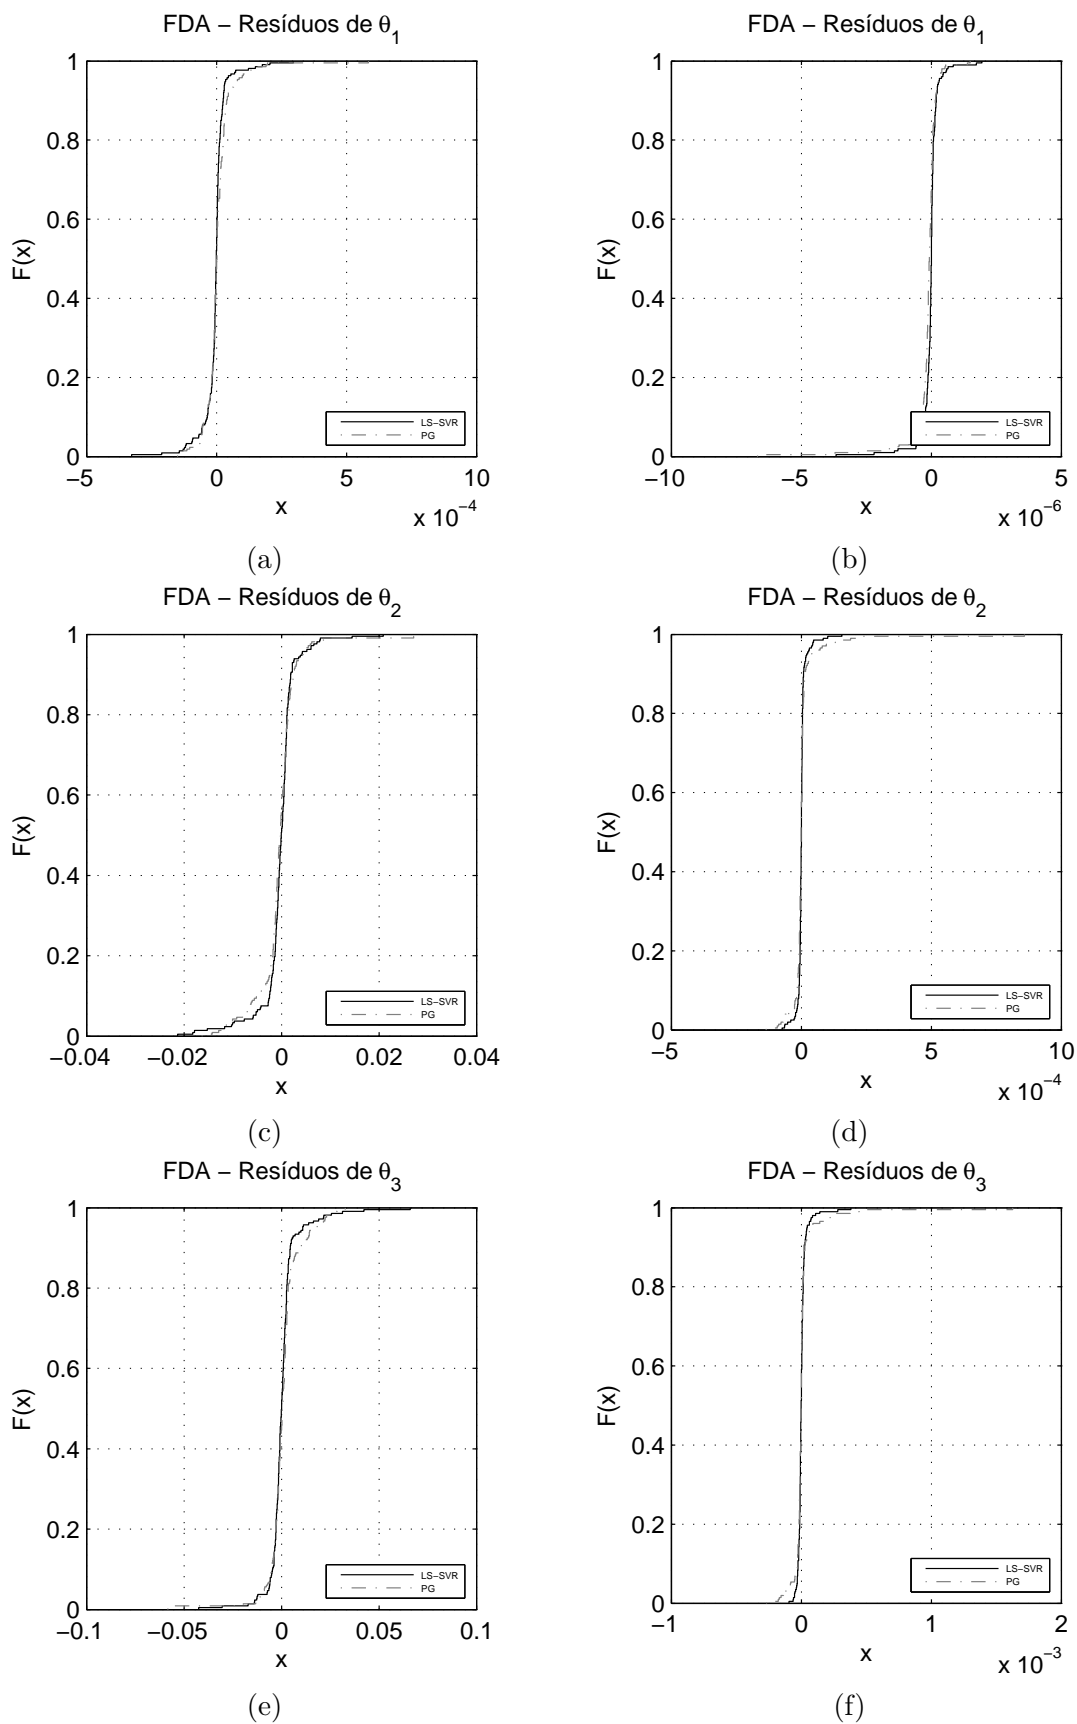 FDA − Resíduos de θ1
1
0.8
0.6
0.4
0.2
0
F(x)
LS−SVR
PG
−5
0
5
10
x
x 10−4
(a)
FDA − Resíduos de θ1
1
0.8
0.6
0.4
0.2
0
F(x)
LS−SVR
PG
−10
−5
0
5
x
x 10−6
(b)
FDA − Resíduos de θ2
1
0.8
0.6
0.4
0.2
0
F(x)
LS−SVR
PG
−0.04
−0.02
0
0.02
0.04
x
(c)
FDA − Resíduos de θ2
1
0.8
0.6
0.4
0.2
0
F(x)
LS−SVR
PG
−5
0
5
10
x
x 10−4
(d)
FDA − Resíduos de θ3
1
0.8
0.6
0.4
0.2
0
F(x)
LS−SVR
PG
−0.1
−0.05
0
0.05
0.1
x
(e)
FDA − Resíduos de θ3
1
0.8
0.6
0.4
0.2
0
F(x)
LS−SVR
PG
−1
0
1
2
x
x 10−3
(f)